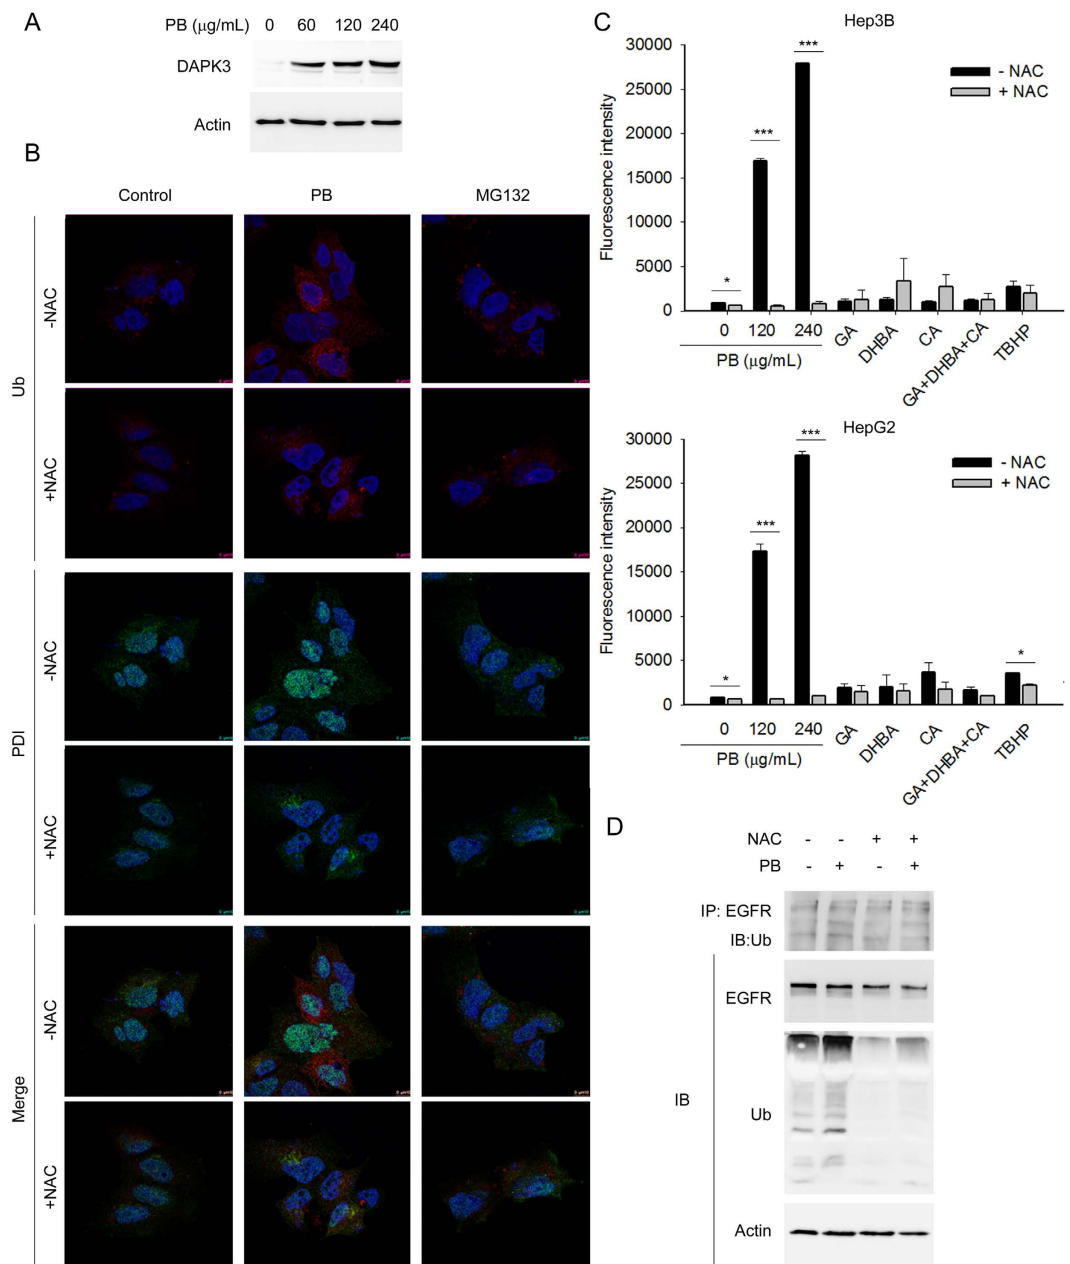 A
PB (μg/mL) 0 60 120 240
DAPK3
Actin
B
Control PB MG132
Ub
-NAC
+NAC
PDI
-NAC
+NAC
Merge
-NAC
+NAC
C
Hep3B
Fluorescence intensity
30000
25000
20000
15000
10000
5000
0
- NAC
+ NAC
*
***
***
0 120 240 GA DHBA CA GA+DHBA+CA TBHP
PB (μg/mL)
HepG2
Fluorescence intensity
30000
25000
20000
15000
10000
5000
0
- NAC
+ NAC
*
***
***
*
0 120 240 GA DHBA CA GA+DHBA+CA TBHP
PB (μg/mL)
D
NAC - - + +
PB - + - +
IP: EGFR
IB:Ub
IB
EGFR
Ub
Actin